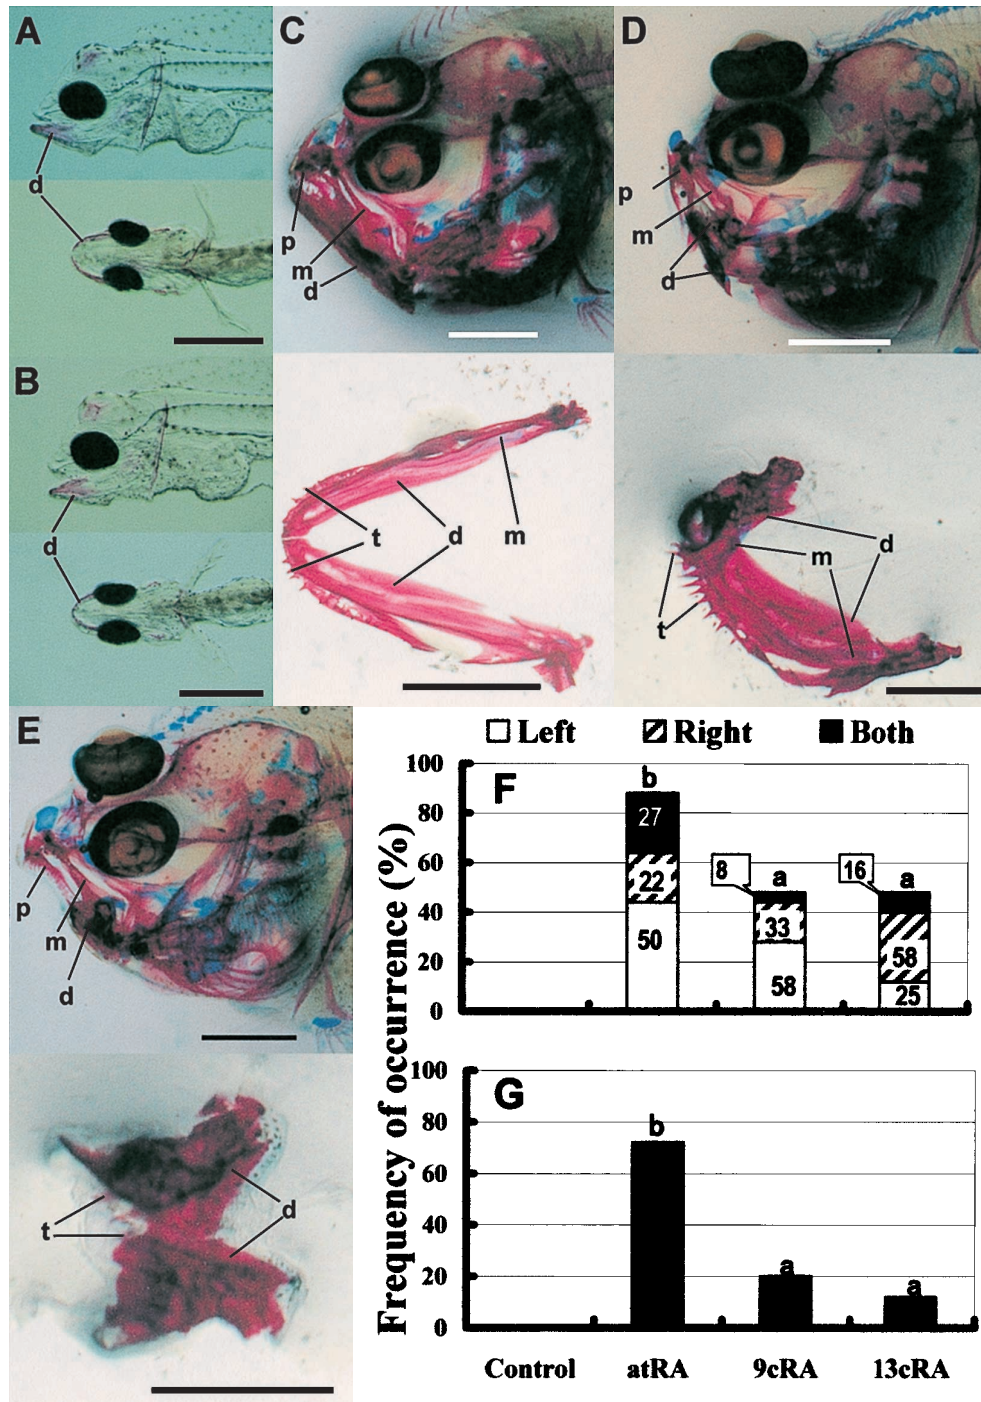 A
d
B
d
C
p
m
d
t
d
m
D
p
m
d
d
m
t
E
p
m
d
t
d
Left Right Both
Frequency of occurrence (%)
F
100
80
60
40
20
0
b
27
22
50
8
a
33
58
16
a
58
25
G
100
80
60
40
20
0
b
a
a
Control atRA 9cRA 13cRA